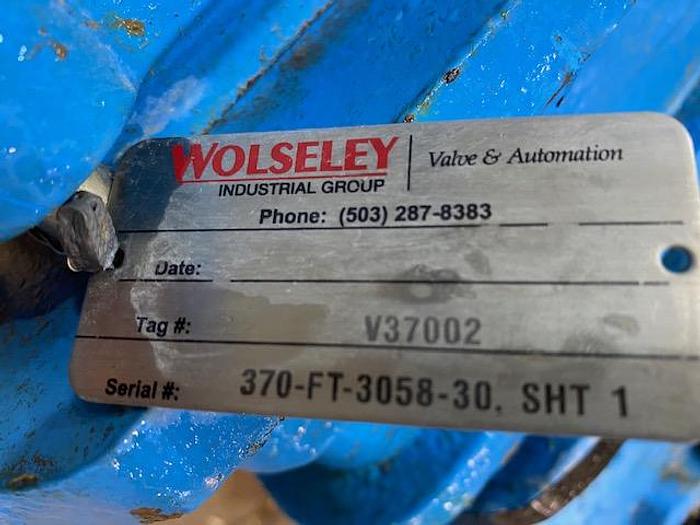 WOLSELEY
INDUSTRIAL GROUP
Valve & Automation
Phone: (503) 287-8383
Date:
Tag #: V37002
Serial #: 370-FT-3058-30, SHT 1